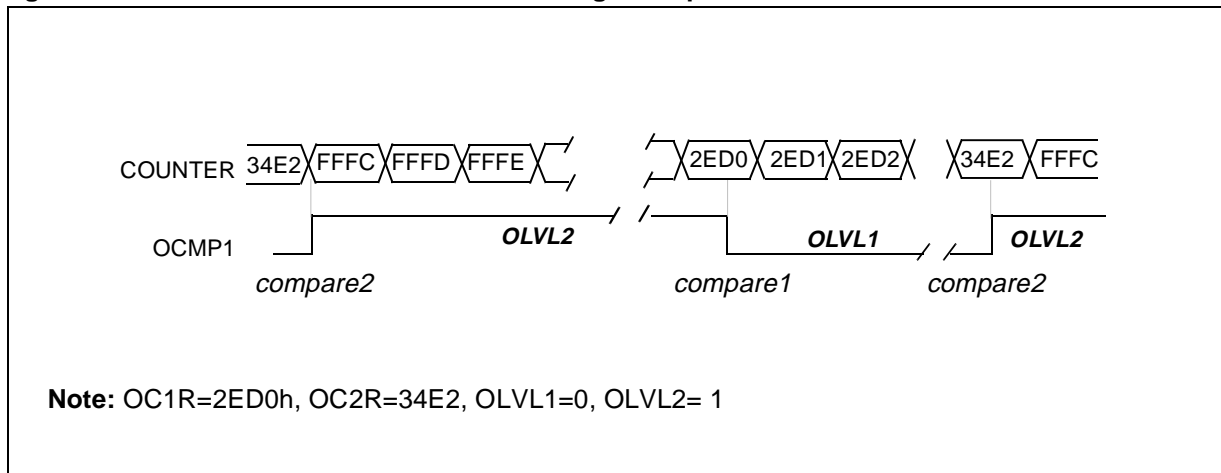 COUNTER 34E2 FFFC FFFD FFFE 2ED0 2ED1 2ED2 34E2 FFFC
OCMP1 OLVL2 OLVL1 OLVL2
compare2 compare1 compare2
Note: OC1R=2ED0h, OC2R=34E2, OLVL1=0, OLVL2= 1